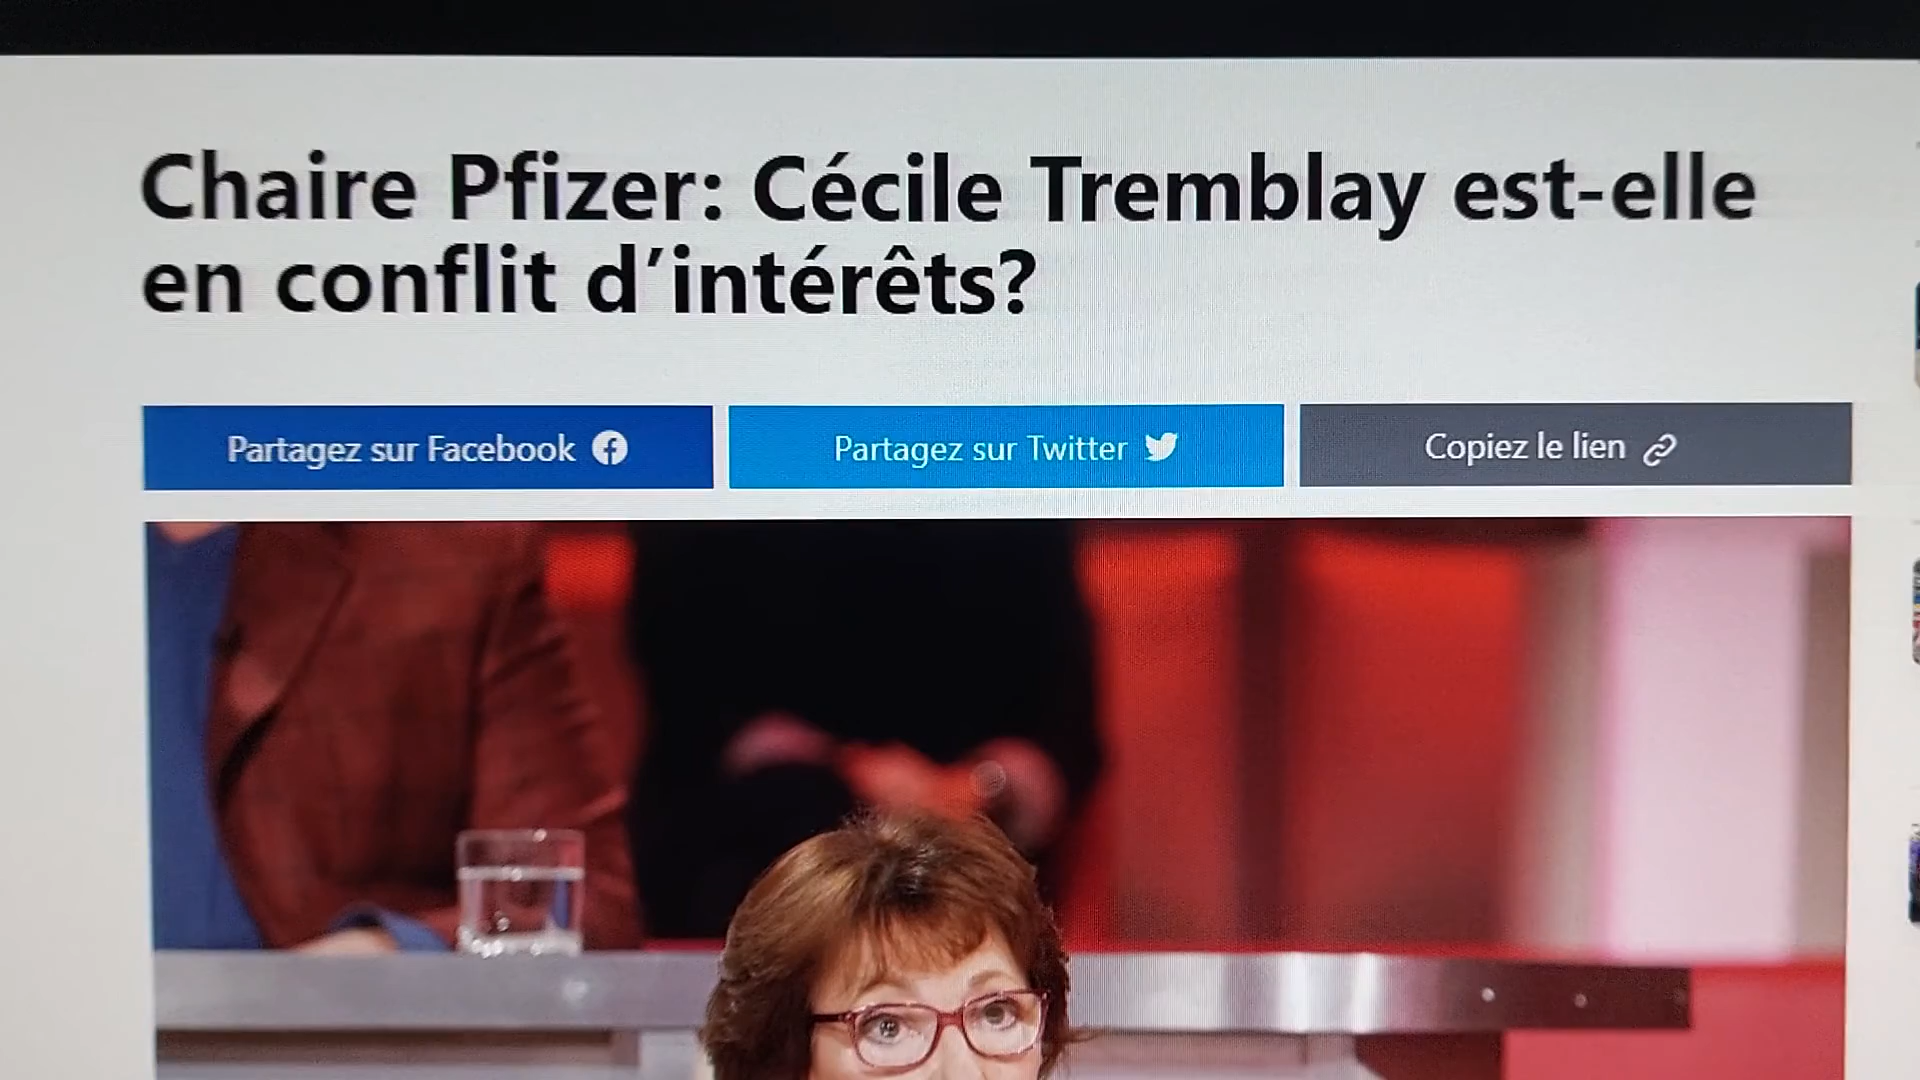 Chaire Pfizer: Cécile Tremblay est-elle
en conflit d'intérêts?
Partagez sur Facebook
Partagez sur Twitter
Copiez le lien